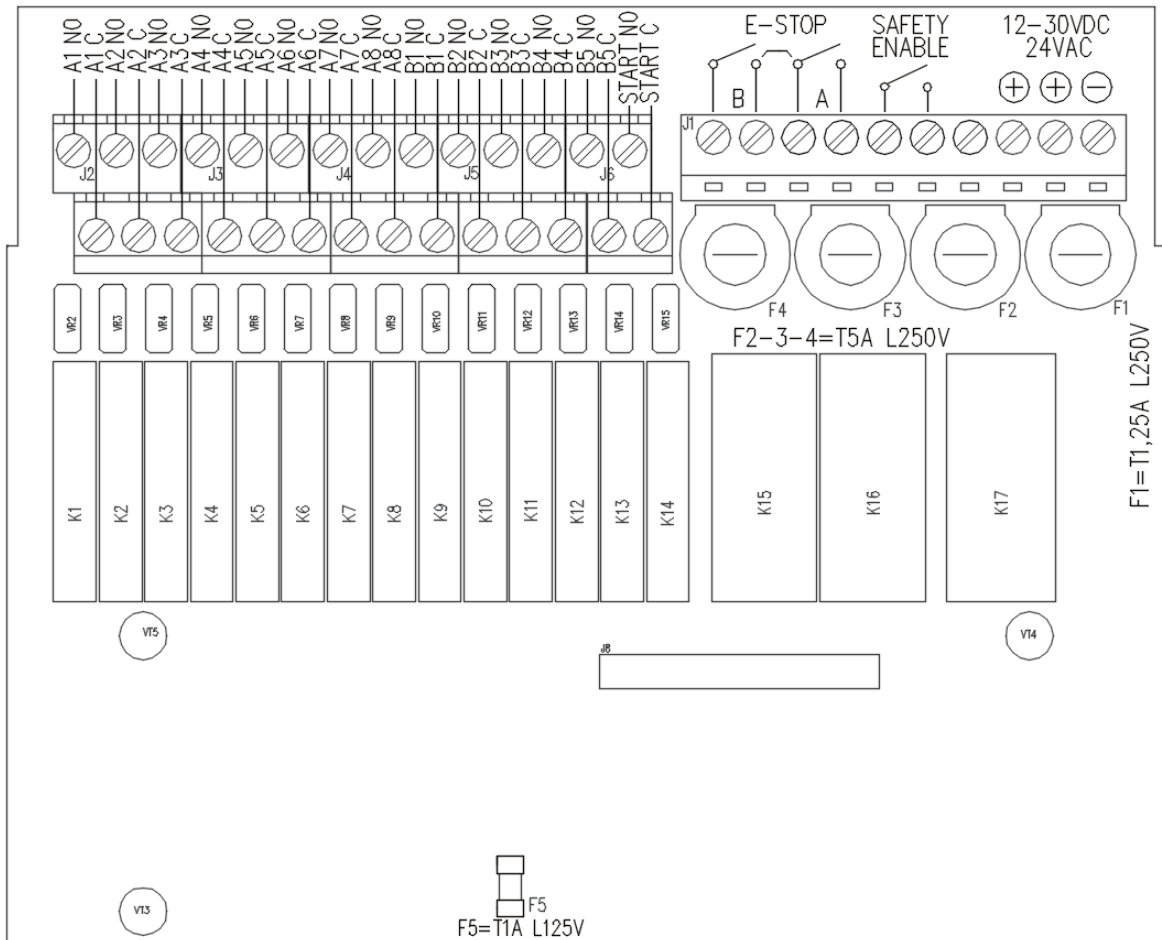 A1 NO
A1 C
A2 NO
A2 C
A3 NO
A3 C
A4 NO
A4 C
A5 NO
A5 C
A6 NO
A6 C
A7 NO
A7 C
A8 NO
A8 C
B1 NO
B1 C
B2 NO
B2 C
B3 NO
B3 C
B4 NO
B4 C
B5 NO
B5 C
START NO
START C
E-STOP
SAFETY
ENABLE
12-30VDC
24VAC
B
A
+ + -
J1
J2
J3
J4
J5
J6
F4
F3
F2
F1
F2-3-4=T5A L250V
F1=T1,25A L250V
VR2
VR3
VR4
VR5
VR6
VR7
VR8
VR9
VR10
VR11
VR12
VR13
VR14
VR15
K1
K2
K3
K4
K5
K6
K7
K8
K9
K10
K11
K12
K13
K14
K15
K16
K17
VT5
VT4
J8
F5
F5=T1A L125V
VT3